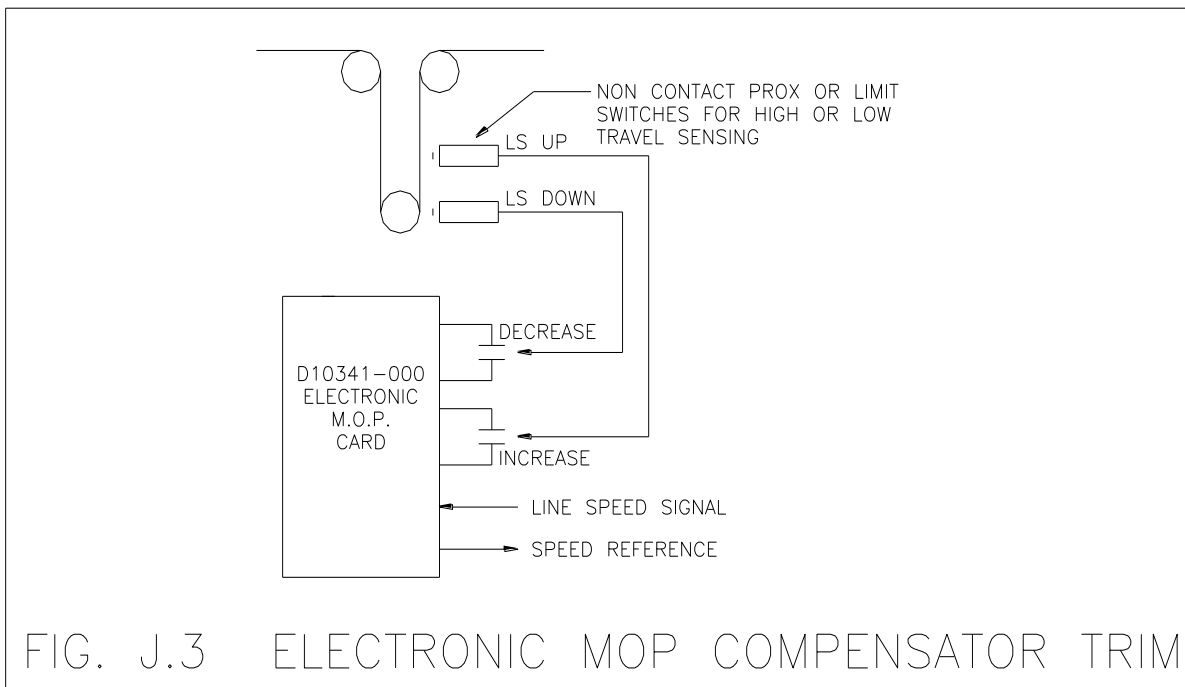 NON CONTACT PROX OR LIMIT
SWITCHES FOR HIGH OR LOW
TRAVEL SENSING
LS UP
LS DOWN
DECREASE
D10341-000
ELECTRONIC
M.O.P.
CARD
INCREASE
LINE SPEED SIGNAL
SPEED REFERENCE
FIG. J.3 ELECTRONIC MOP COMPENSATOR TRIM